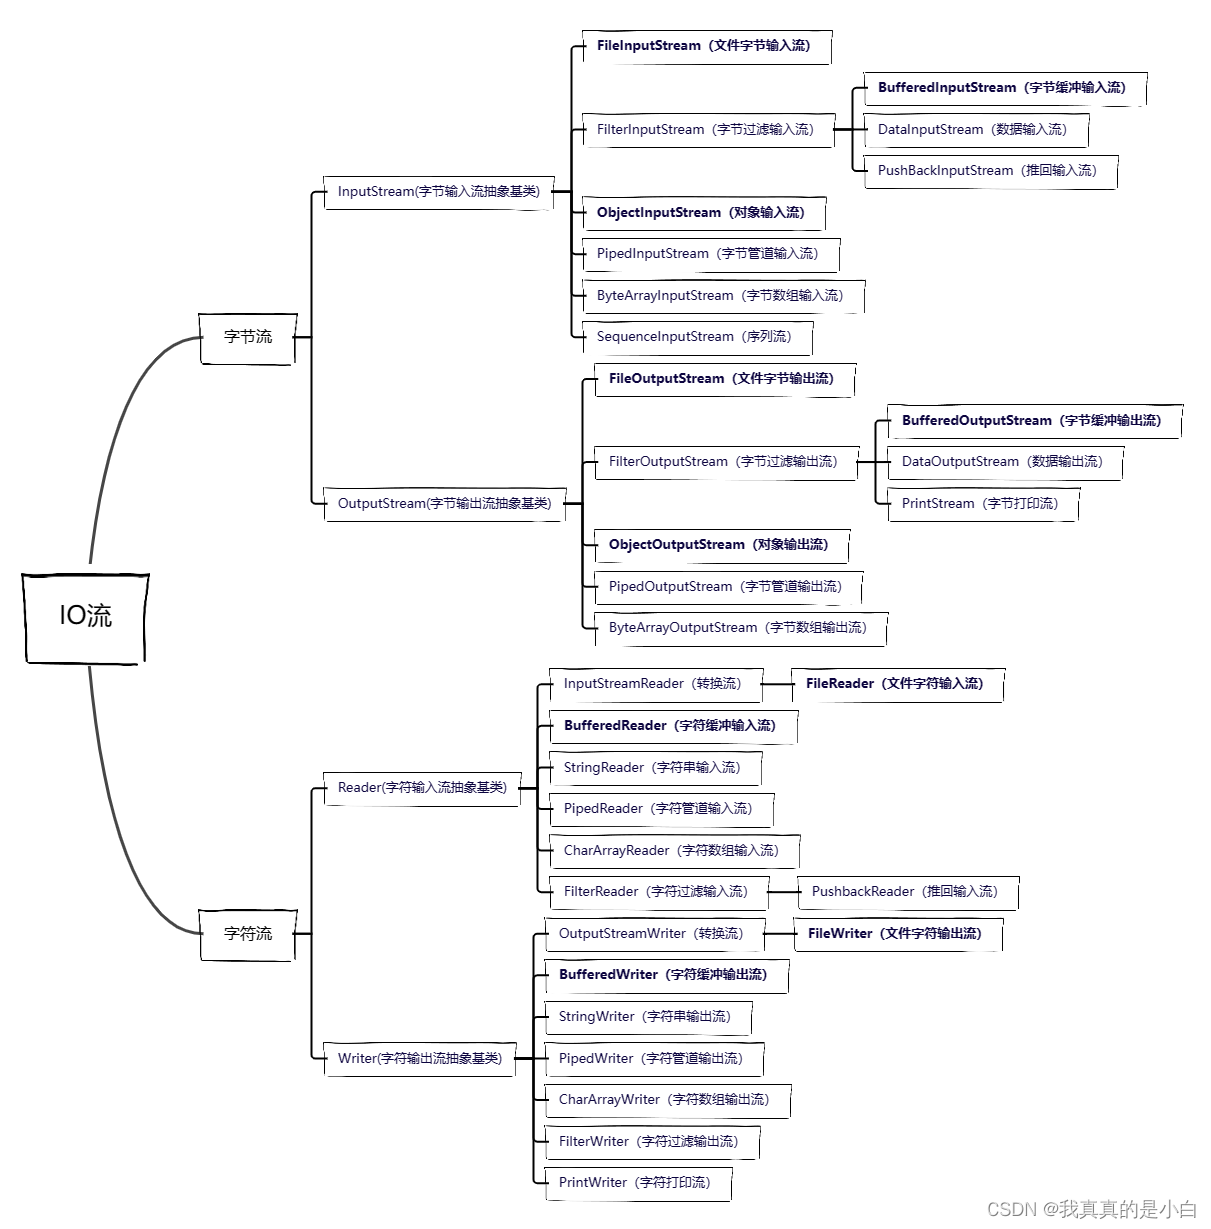 IO流
字节流
InputStream(字节输入流抽象基类)
FileInputStream（文件字节输入流）
FilterInputStream（字节过滤输入流）
BufferedInputStream（字节缓冲输入流）
DataInputStream（数据输入流）
PushBackInputStream（推回输入流）
ObjectInputStream（对象输入流）
PipedInputStream（字节管道输入流）
ByteArrayInputStream（字节数组输入流）
SequenceInputStream（序列流）
OutputStream(字节输出流抽象基类)
FileOutputStream（文件字节输出流）
FilterOutputStream（字节过滤输出流）
BufferedOutputStream（字节缓冲输出流）
DataOutputStream（数据输出流）
PrintStream（字节打印流）
ObjectOutputStream（对象输出流）
PipedOutputStream（字节管道输出流）
ByteArrayOutputStream（字节数组输出流）
字符流
Reader(字符输入流抽象基类)
InputStreamReader（转换流）
FileReader（文件字符输入流）
BufferedReader（字符缓冲输入流）
StringReader（字符串输入流）
PipedReader（字符管道输入流）
CharArrayReader（字符数组输入流）
FilterReader（字符过滤输入流）
PushbackReader（推回输入流）
Writer(字符输出流抽象基类)
OutputStreamWriter（转换流）
FileWriter（文件字符输出流）
BufferedWriter（字符缓冲输出流）
StringWriter（字符串输出流）
PipedWriter（字符管道输出流）
CharArrayWriter（字符数组输出流）
FilterWriter（字符过滤输出流）
PrintWriter（字符打印流）
CSDN @我真真的是小白